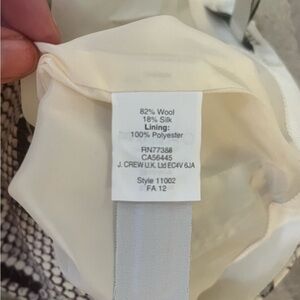 82% Wool
18% Silk
Lining:
100% Polyester
RN77388
CA56445
J. CREW U.K. Ltd EC4V 6JA
Style 11002
FA 12